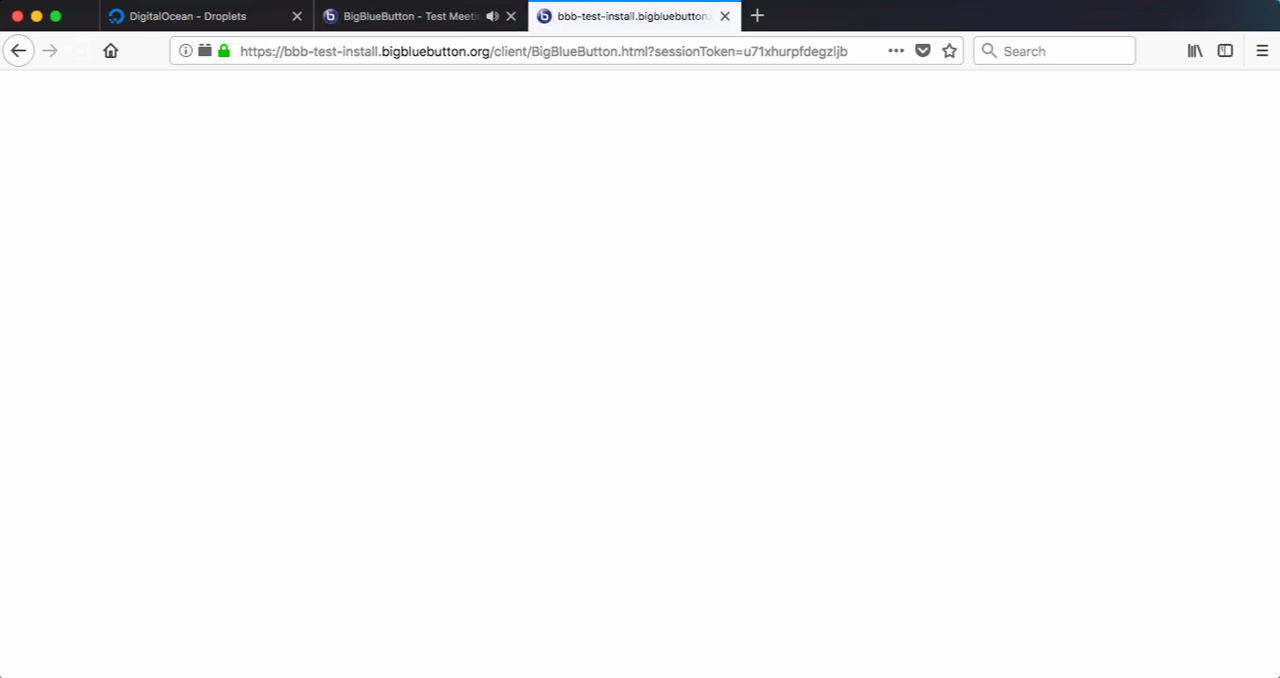 DigitalOcean - Droplets
BigBlueButton - Test Meetin
bbb-test-install.bigbluebutton.
https://bbb-test-install.bigbluebutton.org/client/BigBlueButton.html?sessionToken=u71xhurpfdegzljb
Search